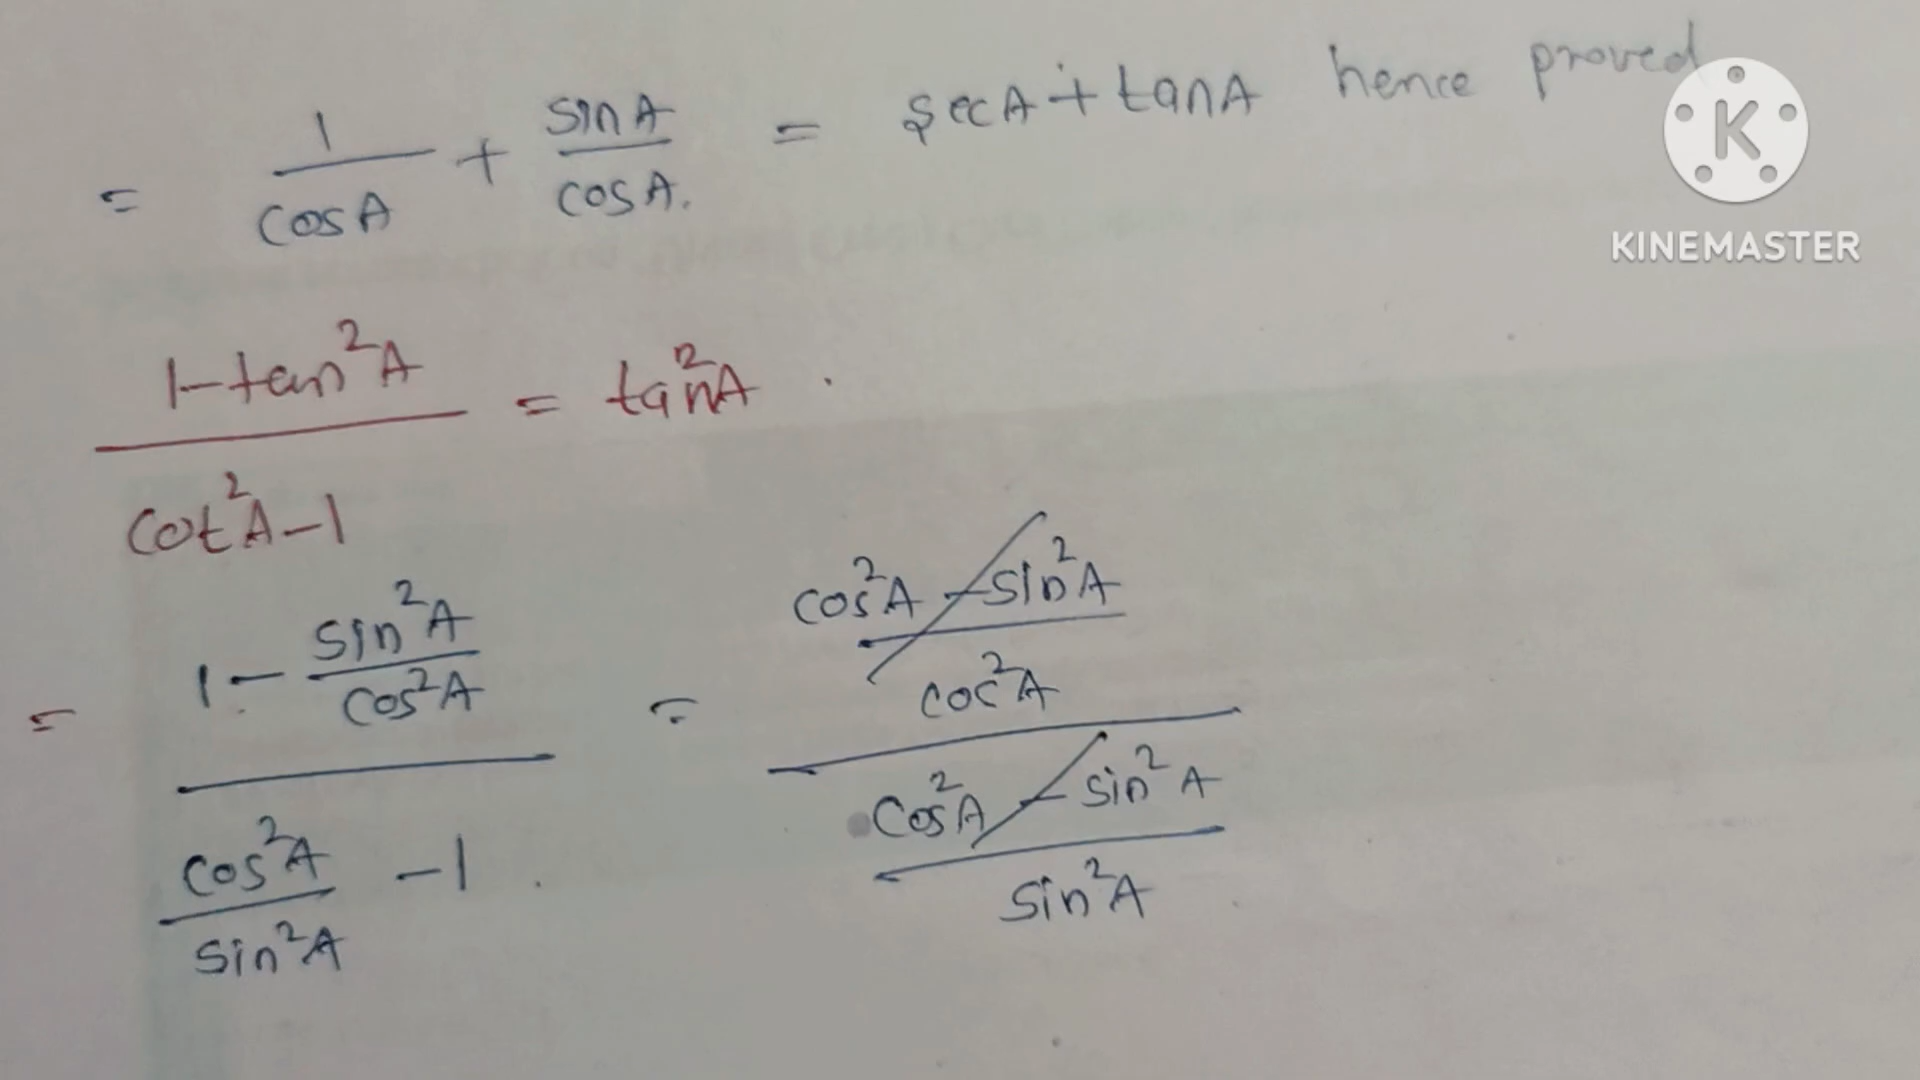 = 1/cosA + sinA/cosA. = secA + tanA hence proved
K
KINEMASTER
1-tan²A/cot²A-1 = tan²A
= 1 - sin²A/cos²A / cos²A/sin²A - 1 = cos²A - sin²A/cos²A / cos²A - sin²A/sin²A